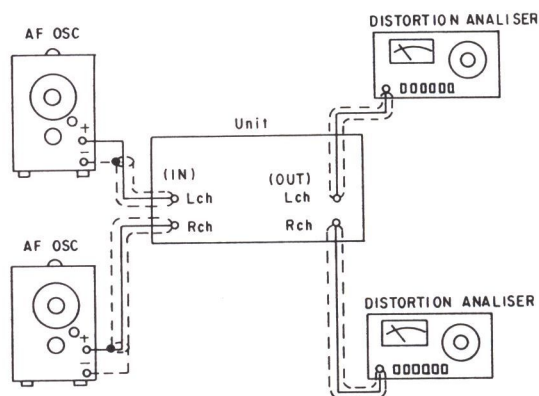 DISTORTION ANALISER
AF OSC
+
−
Unit
(IN)
(OUT)
Lch
Lch
Rch
Rch
AF OSC
+
−
DISTORTION ANALISER